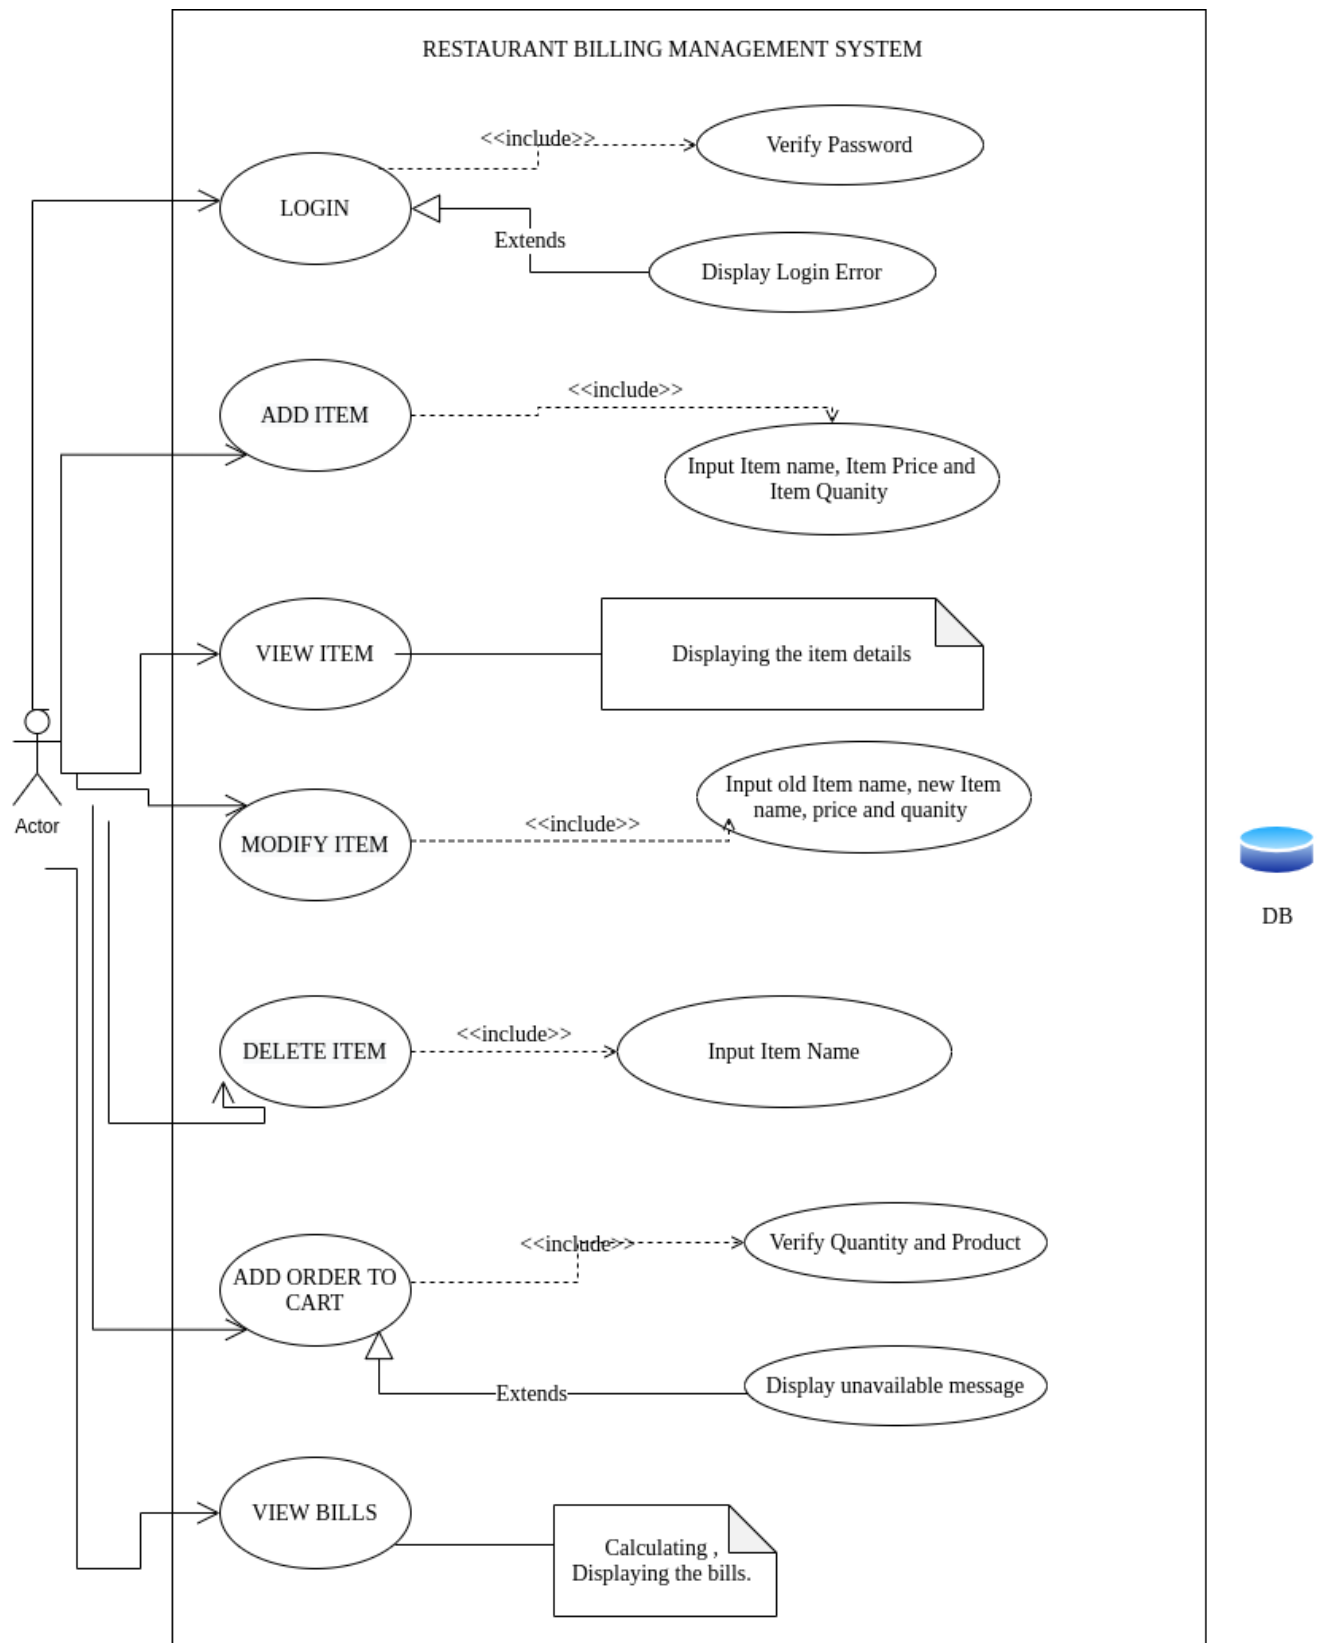 RESTAURANT BILLING MANAGEMENT SYSTEM
<<include>>
Verify Password
LOGIN
Extends
Display Login Error
<<include>>
ADD ITEM
Input Item name, Item Price and
Item Quanity
VIEW ITEM
Displaying the item details
Input old Item name, new Item
name, price and quanity
Actor
<<include>>
MODIFY ITEM
DB
<<include>>
DELETE ITEM
Input Item Name
<<include>>
Verify Quantity and Product
ADD ORDER TO
CART
Extends
Display unavailable message
VIEW BILLS
Calculating ,
Displaying the bills.